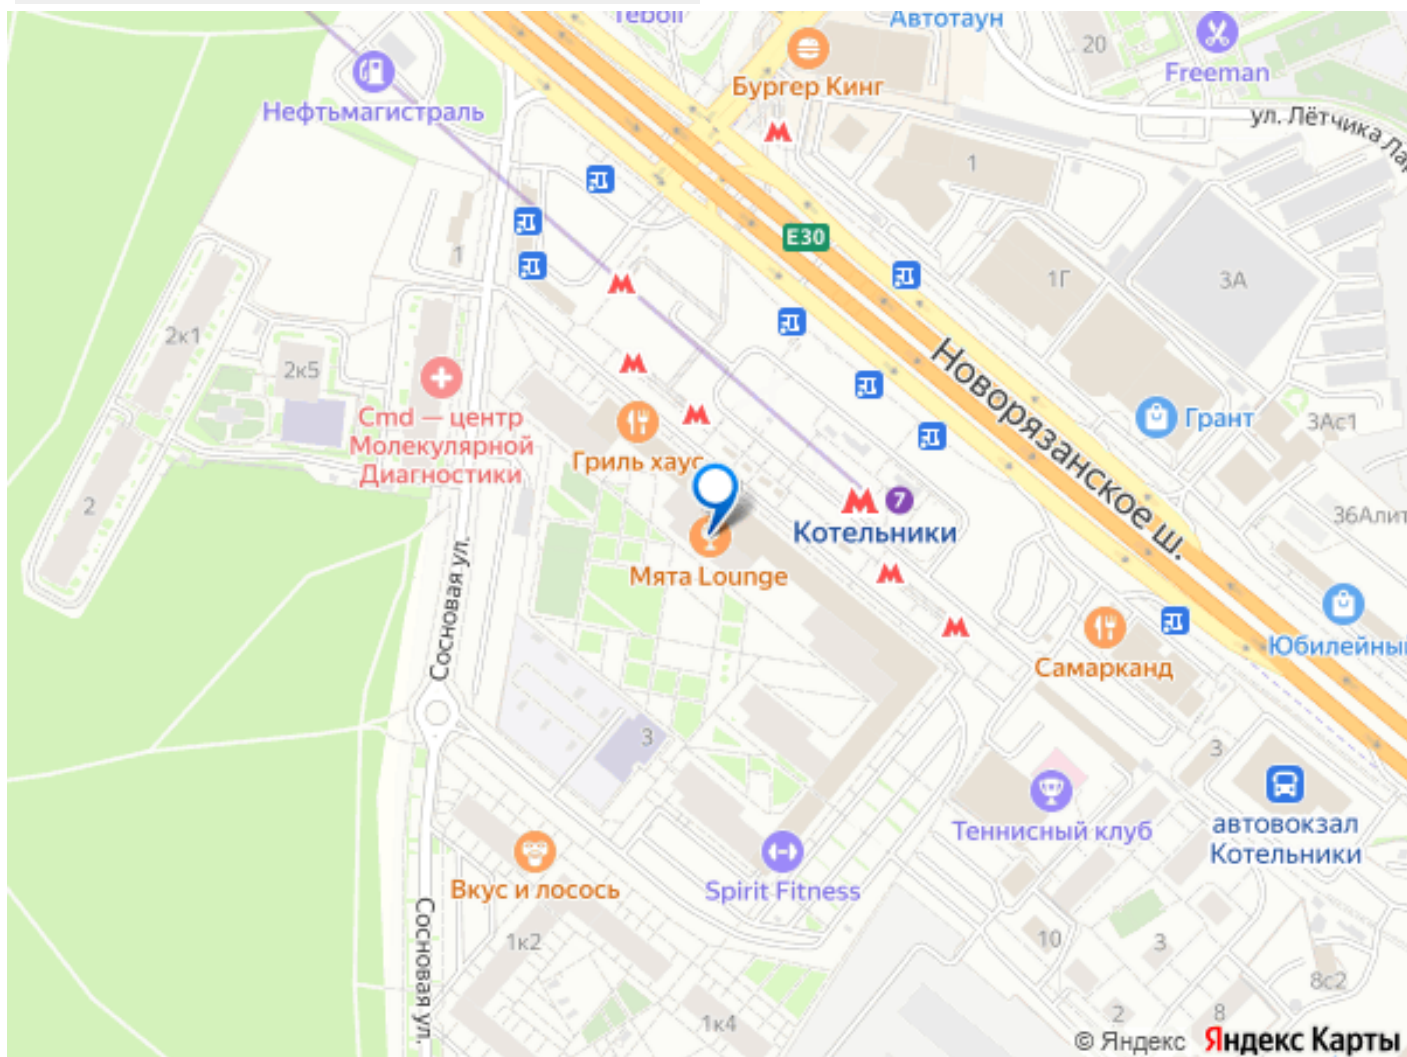 Teboil
Автотаун
20
Freeman
Бургер Кинг
Нефтьмагистраль
ул. Лётчика
1
E30
1
1Г
3А
2к1
2к5
Новорязанское ш.
Cmd — центр
Молекулярной
Диагностики
Гриль хаус
Грант
3Ас1
2
7
Котельники
36Алит
Мята Lounge
Сосновая ул.
Самарканд
Юбилейный
3
3
Теннисный клуб
автовокзал
Котельники
Вкус и лосось
Spirit Fitness
Сосновая ул.
1к2
10
3
8с2
1к4
2
8
© Яндекс Яндекс Карты